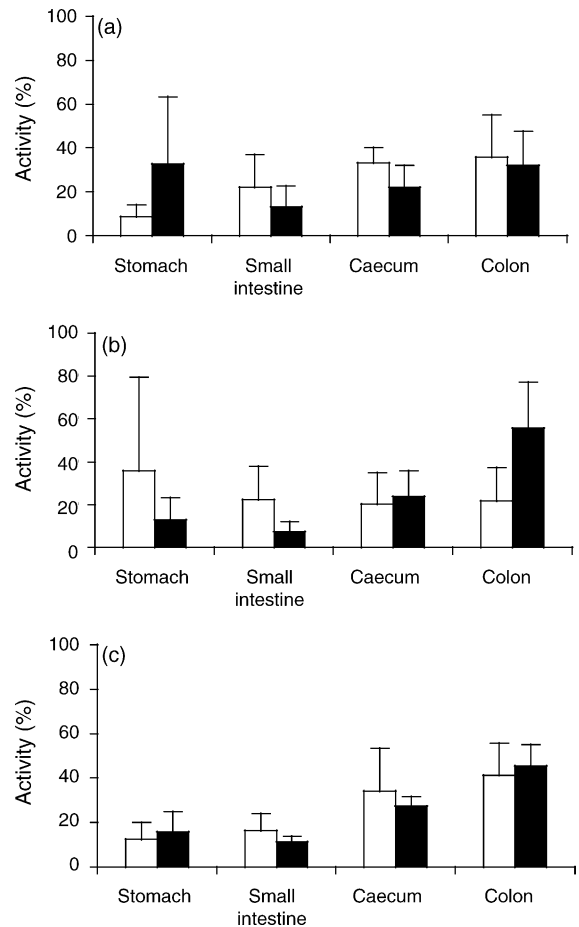 (a)
Activity (%)
100
80
60
40
20
0
Stomach
Small
intestine
Caecum
Colon
(b)
Activity (%)
100
80
60
40
20
0
Stomach
Small
intestine
Caecum
Colon
(c)
Activity (%)
100
80
60
40
20
0
Stomach
Small
intestine
Caecum
Colon